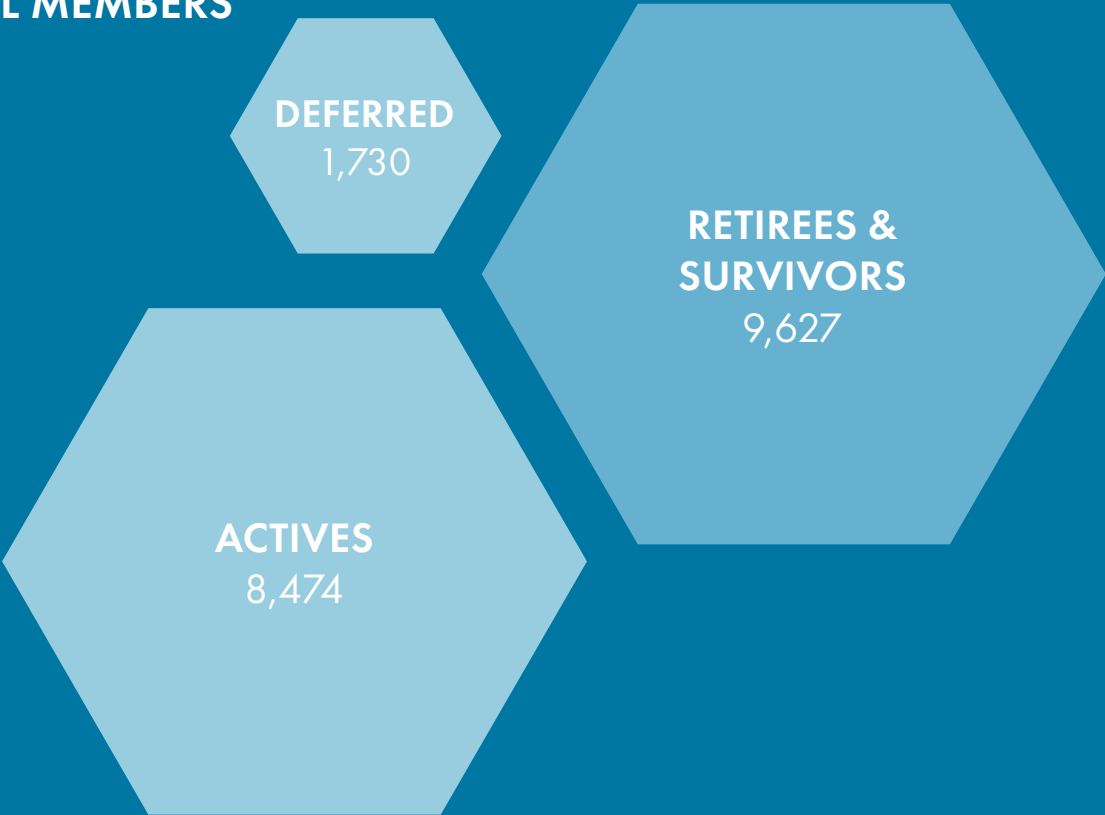 L MEMBERS
DEFERRED
1,730
RETIREES &
SURVIVORS
9,627
ACTIVES
8,474